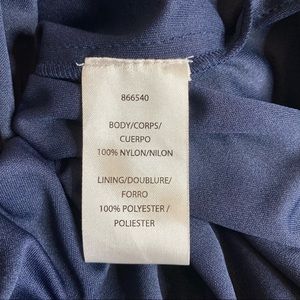 866540
BODY/CORPS/
CUERPO
100% NYLON/NILON
LINING/DOUBLURE/
FORRO
100% POLYESTER /
POLIESTER